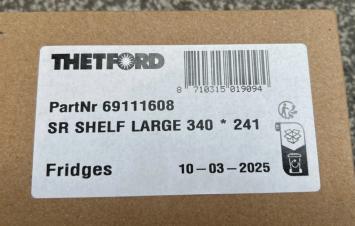 THETFORD
8 710315 019094
PartNr 69111608
SR SHELF LARGE 340 * 241
Fridges
10-03-2025